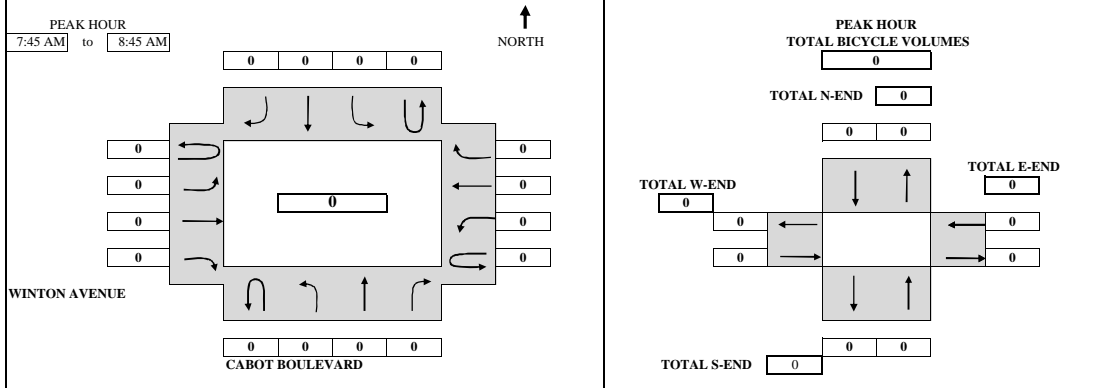 PEAK HOUR
7:45 AM to 8:45 AM
NORTH
0 0 0 0
0 0
0 0
0
0 0
0 0
WINTON AVENUE
0 0 0 0
CABOT BOULEVARD
PEAK HOUR
TOTAL BICYCLE VOLUMES
0
TOTAL N-END 0
0 0
TOTAL E-END
0
TOTAL W-END
0
0 0
0 0
0 0
TOTAL S-END 0